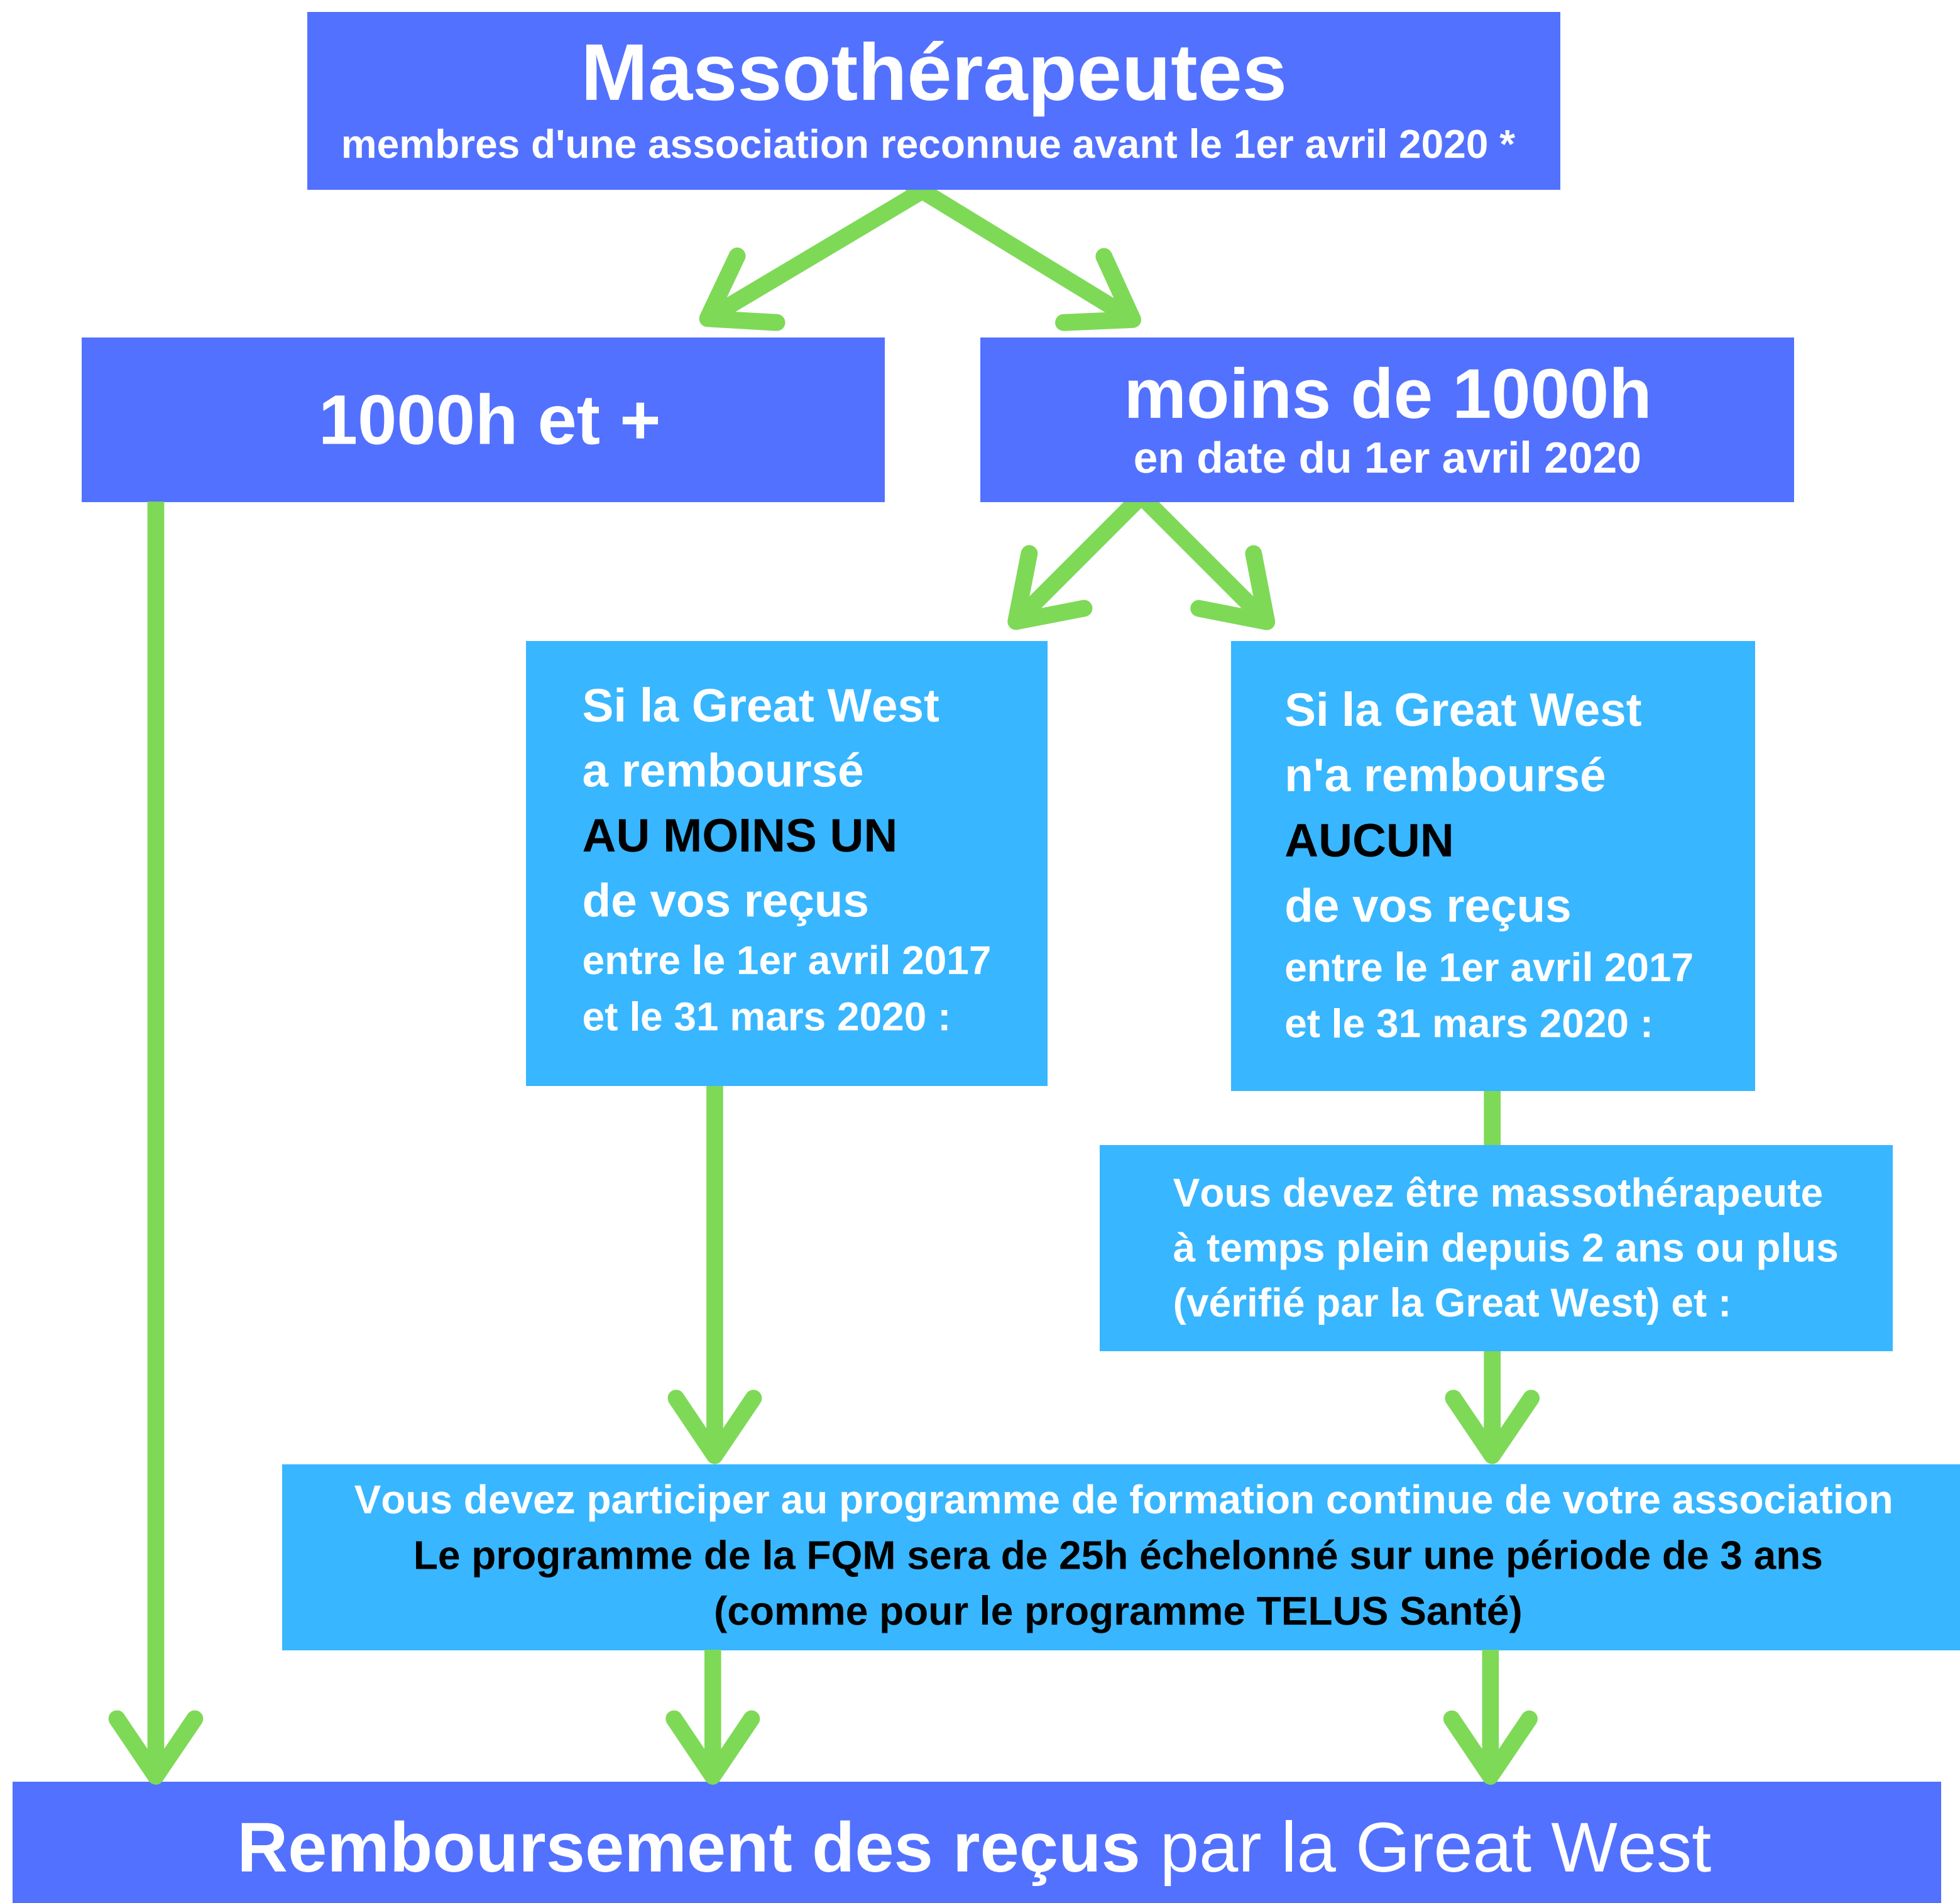 Massothérapeutes
membres d'une association reconnue avant le 1er avril 2020 *
1000h et +
moins de 1000h
en date du 1er avril 2020
Si la Great West
a remboursé
AU MOINS UN
de vos reçus
entre le 1er avril 2017
et le 31 mars 2020 :
Si la Great West
n'a remboursé
AUCUN
de vos reçus
entre le 1er avril 2017
et le 31 mars 2020 :
Vous devez être massothérapeute
à temps plein depuis 2 ans ou plus
(vérifié par la Great West) et :
Vous devez participer au programme de formation continue de votre association
Le programme de la FQM sera de 25h échelonné sur une période de 3 ans
(comme pour le programme TELUS Santé)
Remboursement des reçus par la Great West